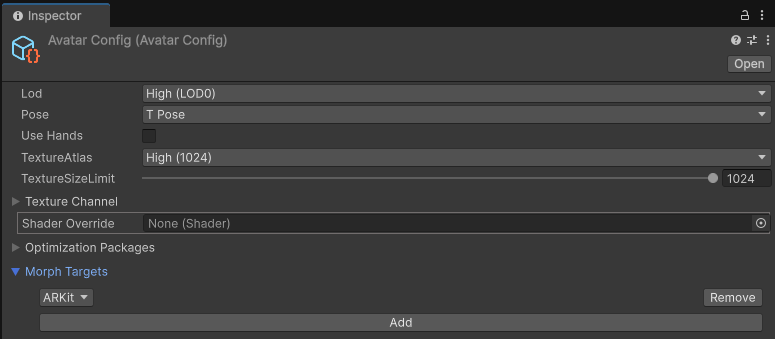 Inspector
Avatar Config (Avatar Config)
Open
Lod High (LOD0)
Pose T Pose
Use Hands
TextureAtlas High (1024)
TextureSizeLimit 1024
Texture Channel
Shader Override None (Shader)
Optimization Packages
Morph Targets
ARKit Remove
Add